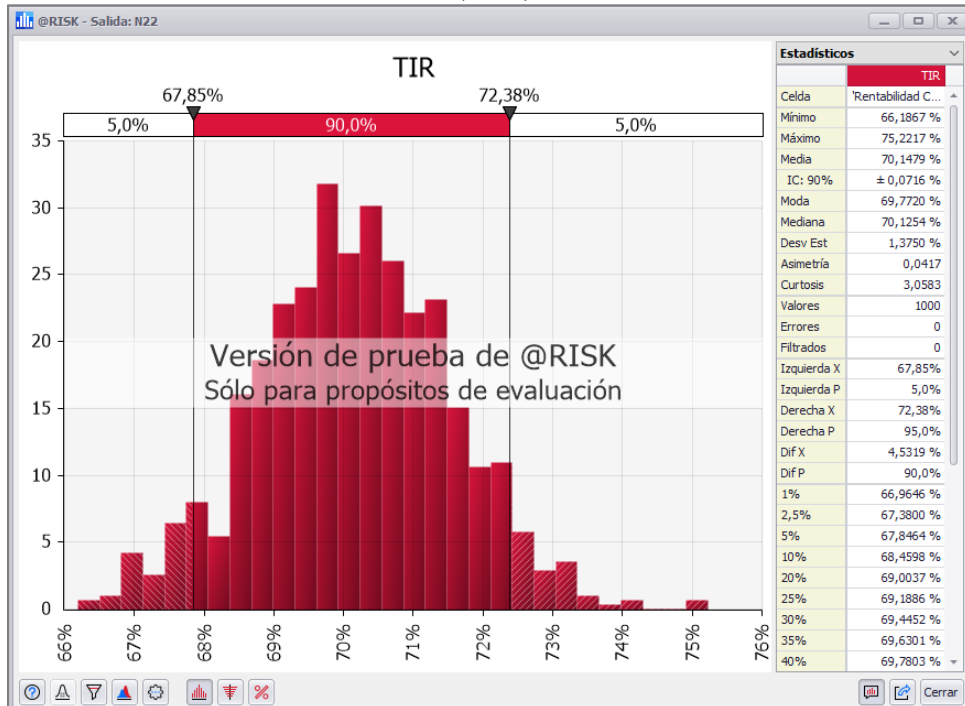 @RISK - Salida: N22
TIR
67,85% 72,38%
5,0% 90,0% 5,0%
35
30
25
20
15
10
5
0
66% 67% 68% 69% 70% 71% 72% 73% 74% 75% 76%
Versión de prueba de @RISK
Sólo para propósitos de evaluación
Estadísticos
TIR
Celda 'Rentabilidad C...
Mínimo 66,1867 %
Máximo 75,2217 %
Media 70,1479 %
IC: 90% ± 0,0716 %
Moda 69,7720 %
Mediana 70,1254 %
Desv Est 1,3750 %
Asimetría 0,0417
Curtosis 3,0583
Valores 1000
Errores 0
Filtrados 0
Izquierda X 67,85%
Izquierda P 5,0%
Derecha X 72,38%
Derecha P 95,0%
Dif X 4,5319 %
Dif P 90,0%
1% 66,9646 %
2,5% 67,3800 %
5% 67,8464 %
10% 68,4598 %
20% 69,0037 %
25% 69,1886 %
30% 69,4452 %
35% 69,6301 %
40% 69,7803 %
Cerrar